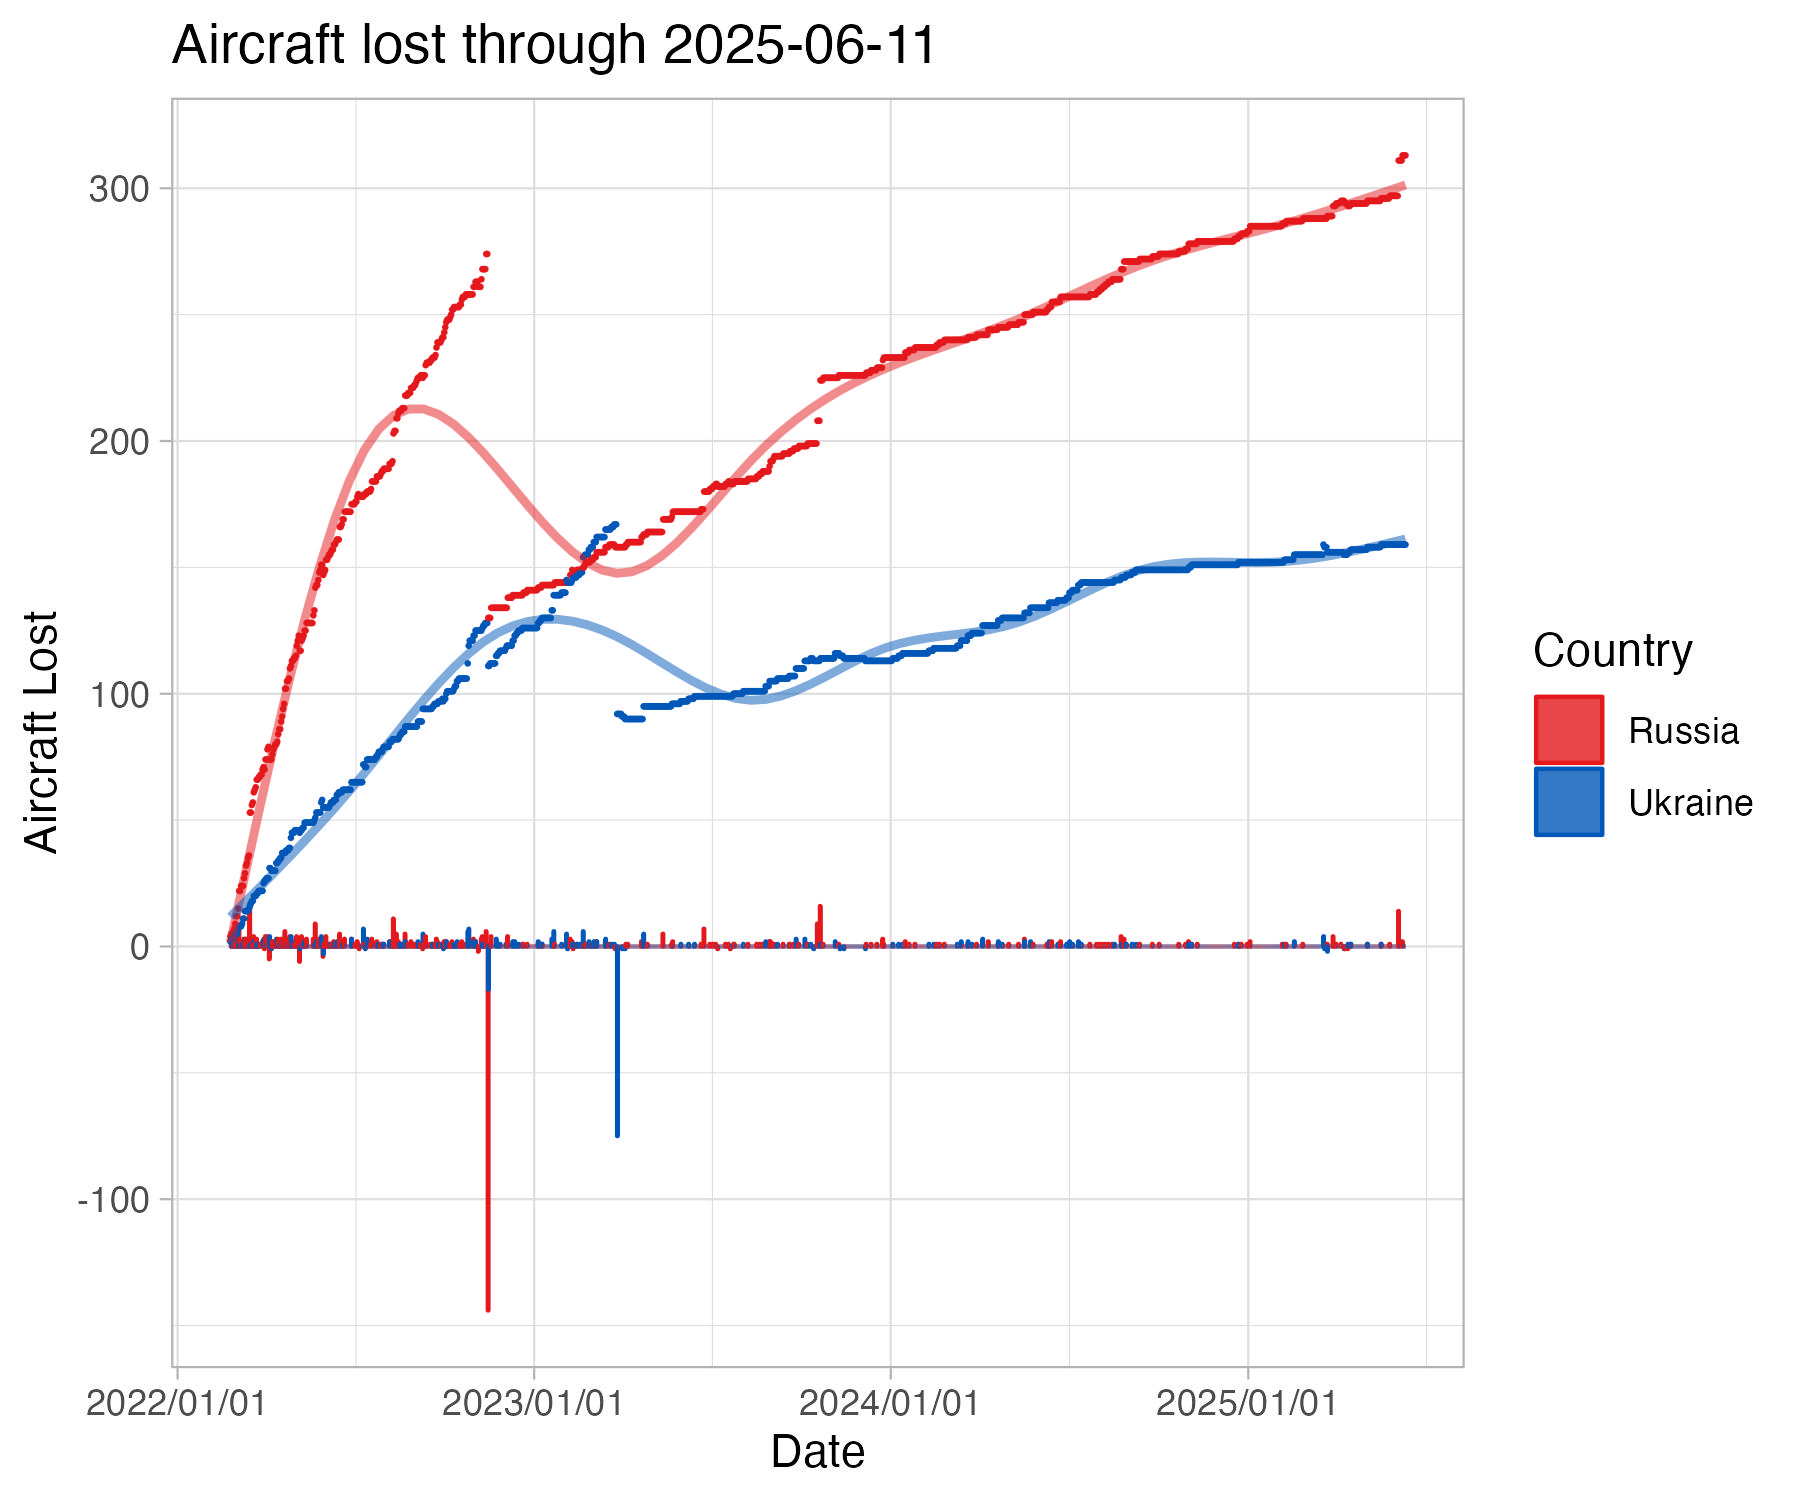 Aircraft lost through 2025-06-11
Aircraft Lost
300
200
100
0
-100
2022/01/01
2023/01/01
2024/01/01
2025/01/01
Date
Country
Russia
Ukraine